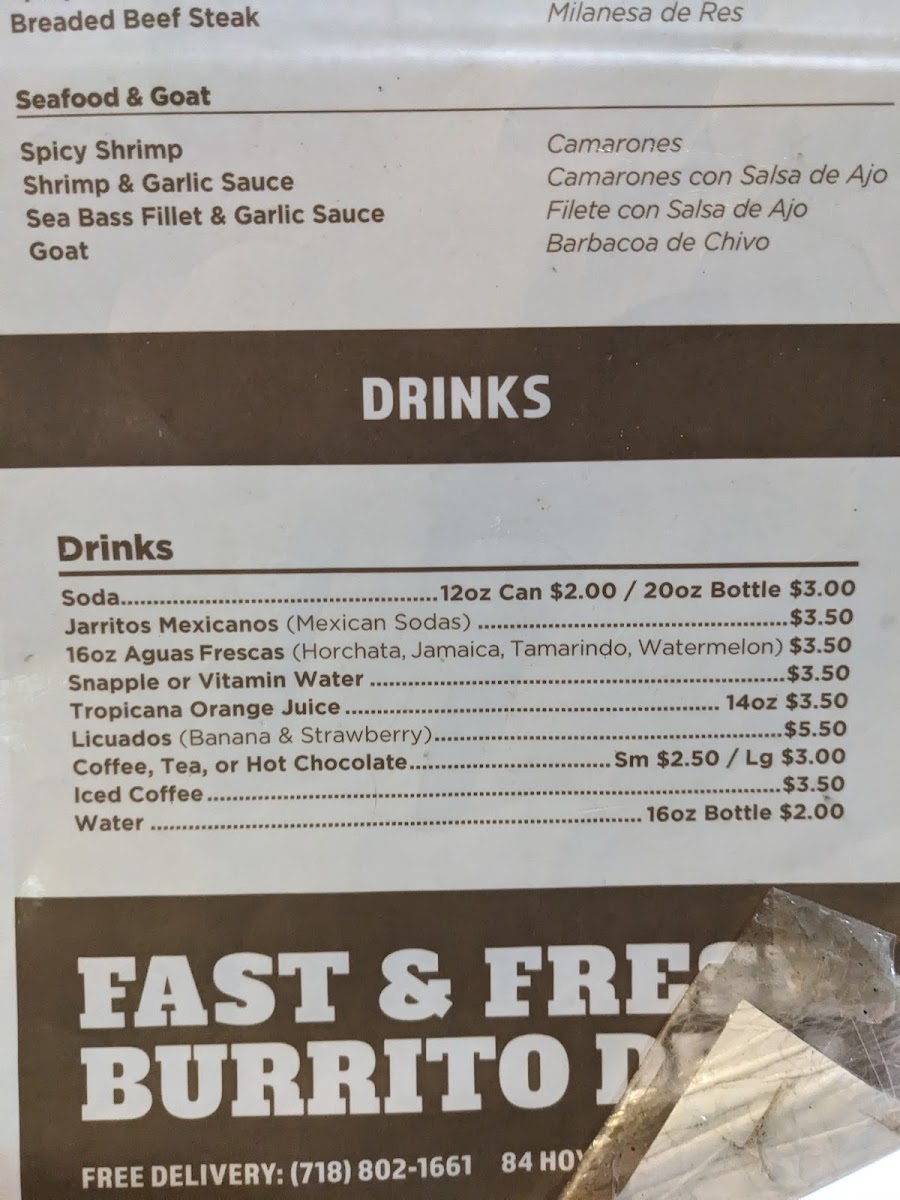 Breaded Beef Steak Milanesa de Res
Seafood & Goat
Spicy Shrimp Camarones
Shrimp & Garlic Sauce Camarones con Salsa de Ajo
Sea Bass Fillet & Garlic Sauce Filete con Salsa de Ajo
Goat Barbacoa de Chivo
DRINKS
Drinks
Soda 12oz Can $2.00 / 20oz Bottle $3.00
Jarritos Mexicanos (Mexican Sodas) $3.50
16oz Aguas Frescas (Horchata, Jamaica, Tamarindo, Watermelon) $3.50
Snapple or Vitamin Water $3.50
Tropicana Orange Juice 14oz $3.50
Licuados (Banana & Strawberry) $5.50
Coffee, Tea, or Hot Chocolate Sm $2.50 / Lg $3.00
Iced Coffee $3.50
Water 16oz Bottle $2.00
FAST &
BURRITO
FREE DELIVERY: (718) 802-1661 84